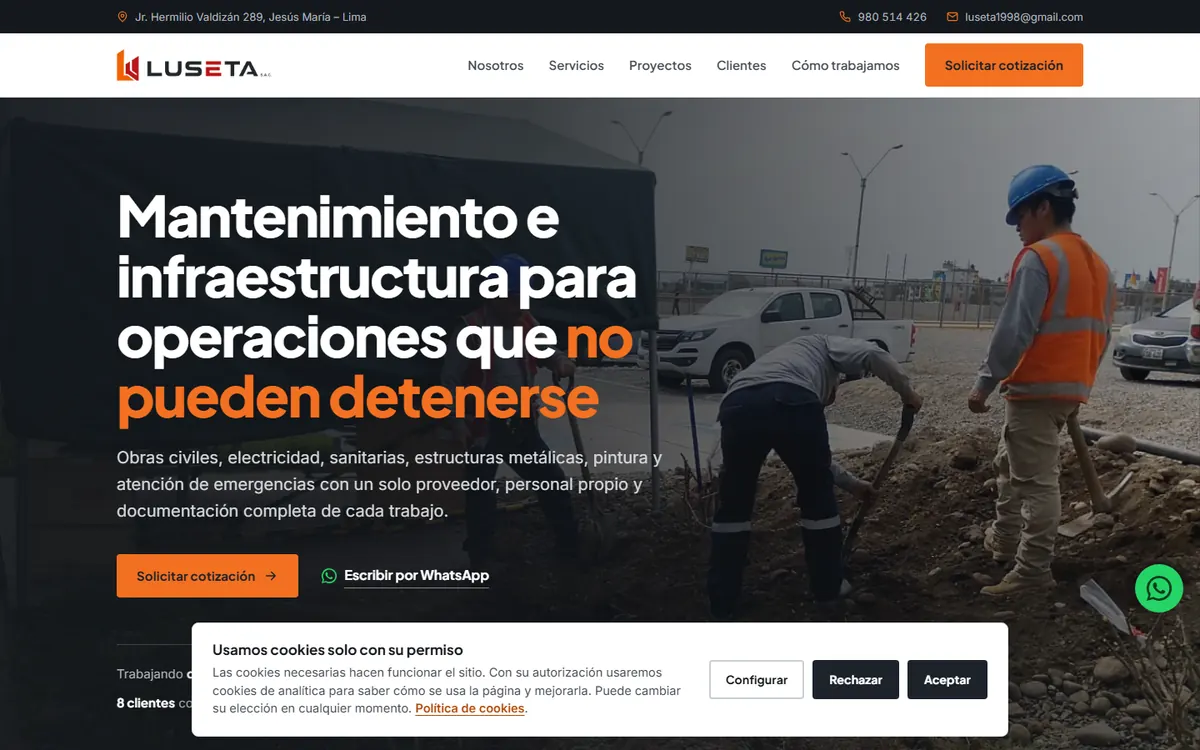 Jr. Hermilio Valdizán 289, Jesús María – Lima
980 514 426
luseta1998@gmail.com
LUSETA S.A.C.
Nosotros
Servicios
Proyectos
Clientes
Cómo trabajamos
Solicitar cotización
Mantenimiento e
infraestructura para
operaciones que no
pueden detenerse
Obras civiles, electricidad, sanitarias, estructuras metálicas, pintura y
atención de emergencias con un solo proveedor, personal propio y
documentación completa de cada trabajo.
Solicitar cotización →
Escribir por WhatsApp
Trabajando
8 clientes
Usamos cookies solo con su permiso
Las cookies necesarias hacen funcionar el sitio. Con su autorización usaremos
cookies de analítica para saber cómo se usa la página y mejorarla. Puede cambiar
su elección en cualquier momento. Política de cookies.
Configurar
Rechazar
Aceptar